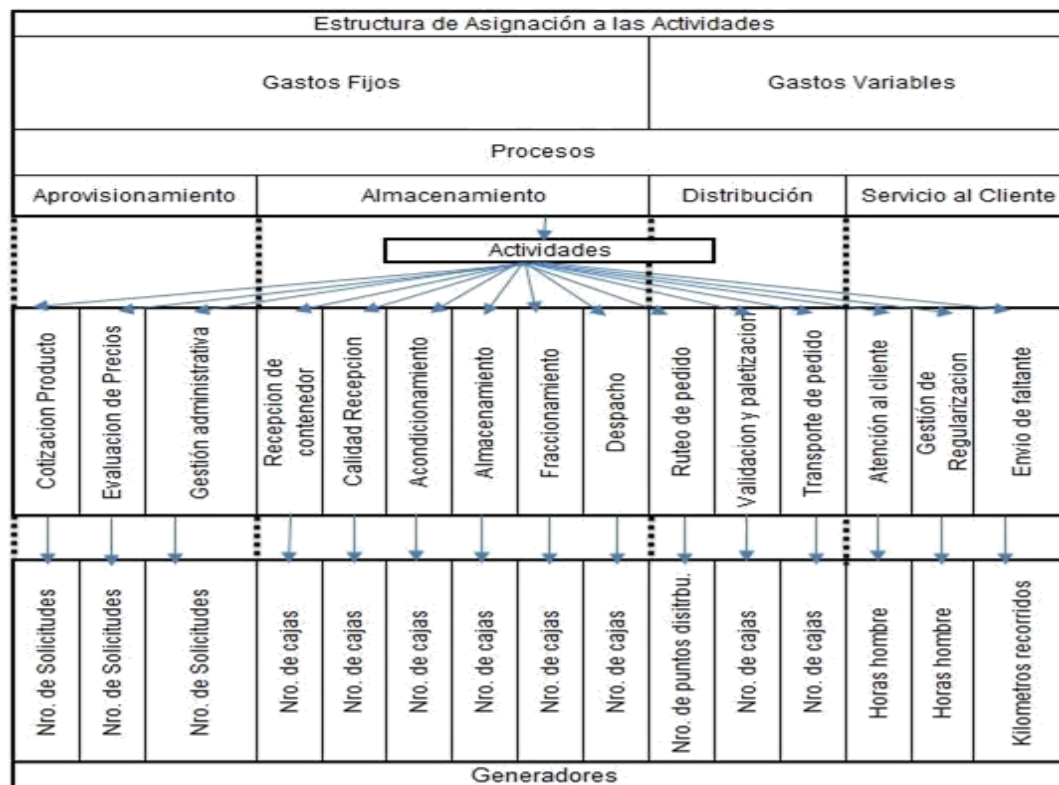 Estructura de Asignación a las Actividades
Gastos Fijos
Gastos Variables
Procesos
Aprovisionamiento
Almacenamiento
Distribución
Servicio al Cliente
Actividades
Cotizacion Producto
Evaluacion de Precios
Gestión administrativa
Recepcion de
contenedor
Calidad Recepcion
Acondicionamiento
Almacenamiento
Fraccionamiento
Despacho
Ruteo de pedido
Validacion y paletizacion
Transporte de pedido
Atención al cliente
Gestión de
Regularizacion
Envio de faltante
Nro. de Solicitudes
Nro. de Solicitudes
Nro. de Solicitudes
Nro. de cajas
Nro. de cajas
Nro. de cajas
Nro. de cajas
Nro. de cajas
Nro. de cajas
Nro. de puntos disitrbu.
Nro. de cajas
Nro. de cajas
Horas hombre
Horas hombre
Kilometros recorridos
Generadores